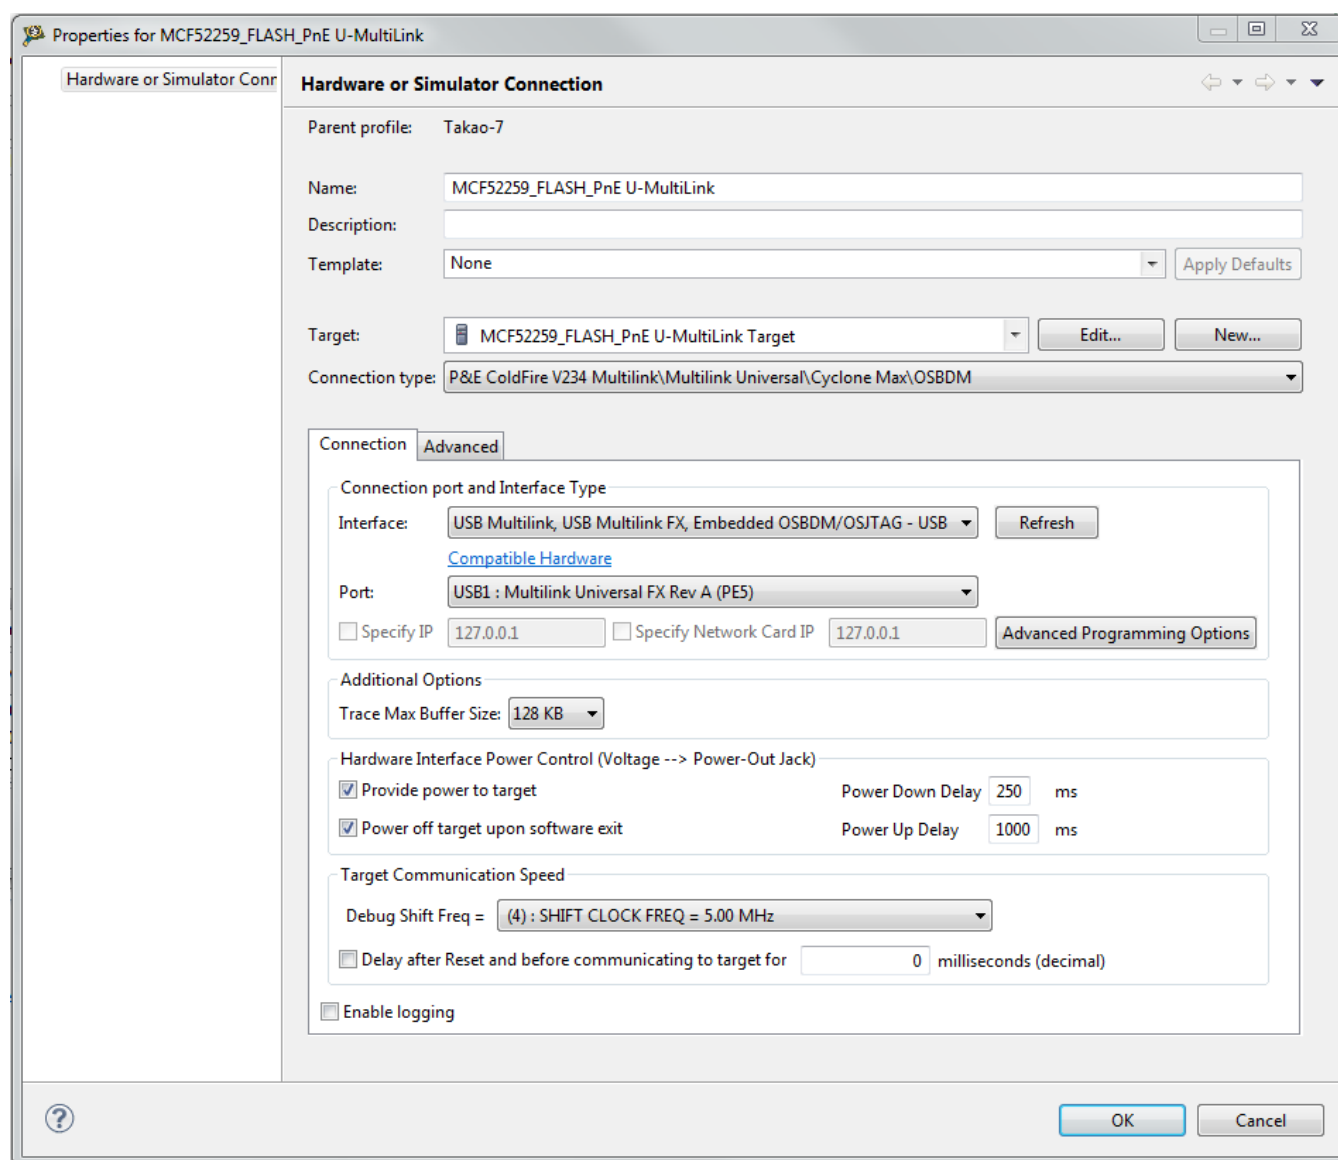 Properties for MCF52259_FLASH_PnE U-MultiLink
Hardware or Simulator Conn
Hardware or Simulator Connection
Parent profile: Takao-7
Name: MCF52259_FLASH_PnE U-MultiLink
Description:
Template: None Apply Defaults
Target: MCF52259_FLASH_PnE U-MultiLink Target Edit... New...
Connection type: P&E ColdFire V234 Multilink\Multilink Universal\Cyclone Max\OSBDM
Connection Advanced
Connection port and Interface Type
Interface: USB Multilink, USB Multilink FX, Embedded OSBDM/OSJTAG - USB Refresh
Compatible Hardware
Port: USB1 : Multilink Universal FX Rev A (PE5)
Specify IP 127.0.0.1 Specify Network Card IP 127.0.0.1 Advanced Programming Options
Additional Options
Trace Max Buffer Size: 128 KB
Hardware Interface Power Control (Voltage --> Power-Out Jack)
Provide power to target Power Down Delay 250 ms
Power off target upon software exit Power Up Delay 1000 ms
Target Communication Speed
Debug Shift Freq = (4) : SHIFT CLOCK FREQ = 5.00 MHz
Delay after Reset and before communicating to target for 0 milliseconds (decimal)
Enable logging
? OK Cancel